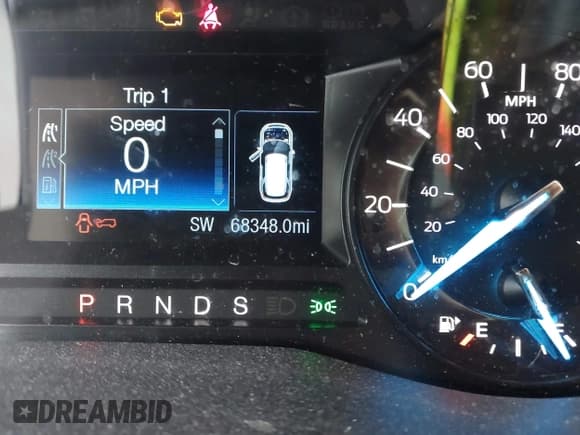 60
80
MPH
100 120
80
140
40
60
40
20
20
km/
0
Trip 1
Speed
0
MPH
SW 68348.0mi
P R N D S
E
E
DREAMBID